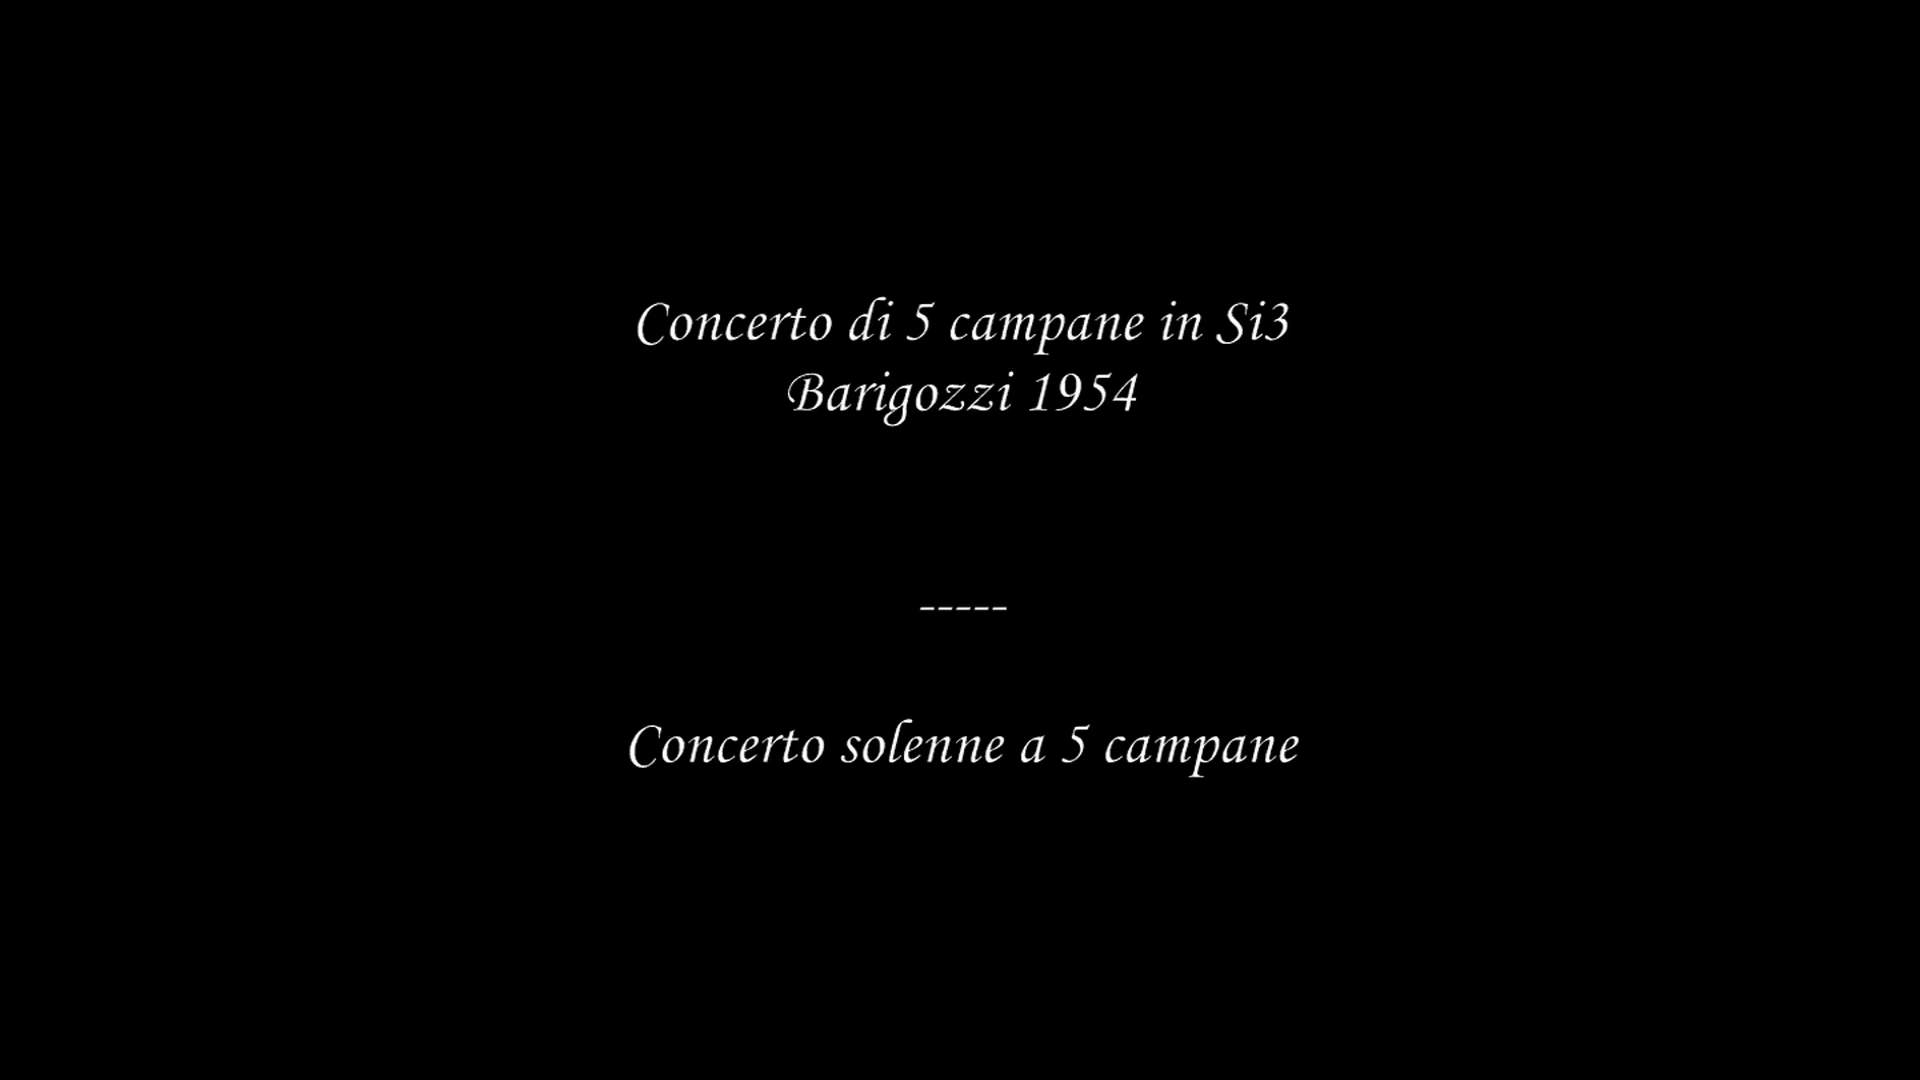 Concerto di 5 campane in Si3
Barigozzi 1954
-----
Concerto solenne a 5 campane